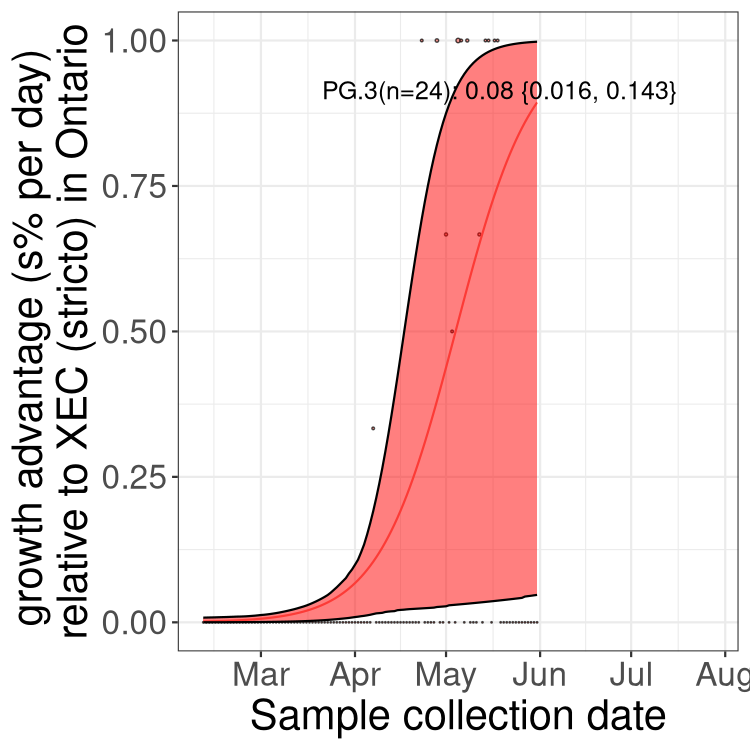 growth advantage (s% per day)
relative to XEC (stricto) in Ontario
1.00
0.75
0.50
0.25
0.00
PG.3(n=24): 0.08 {0.016, 0.143}
Mar Apr May Jun Jul Aug
Sample collection date